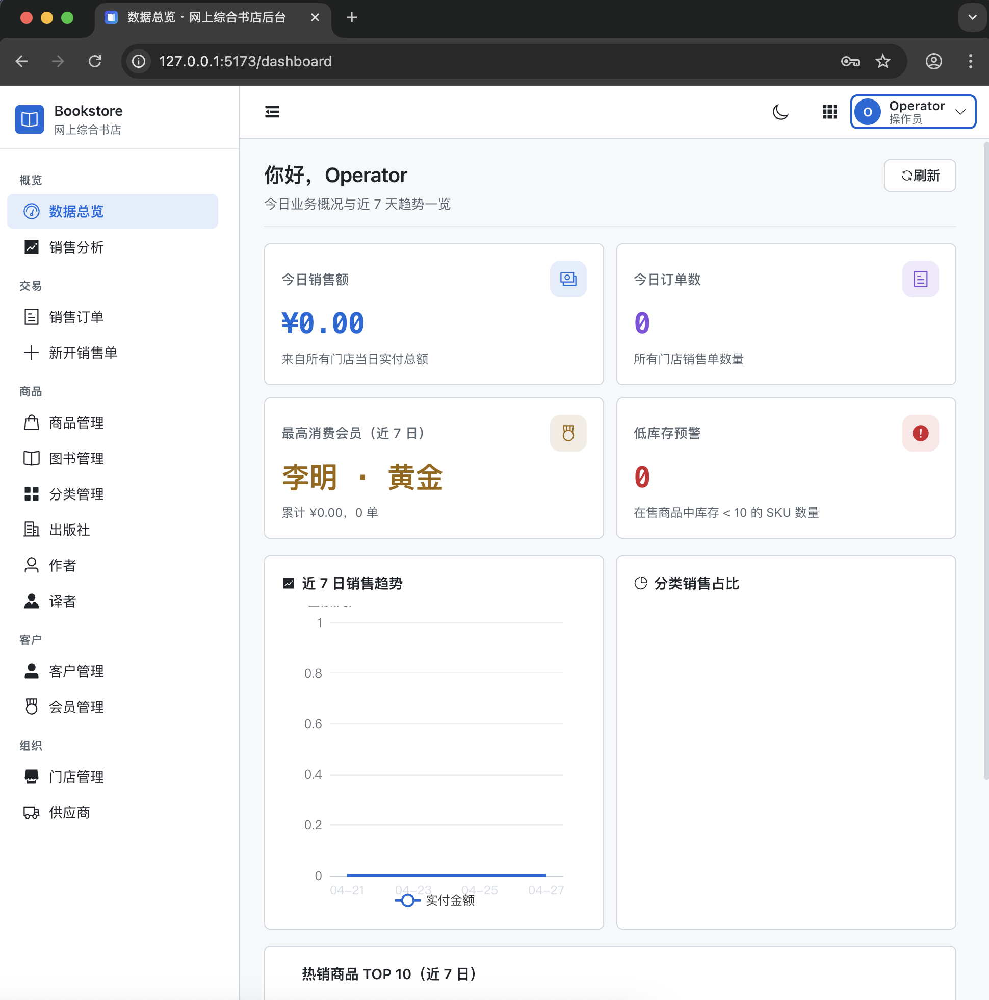 数据总览 · 网上综合书店后台
127.0.0.1:5173/dashboard
Bookstore
网上综合书店
概览
数据总览
销售分析
交易
销售订单
新开销售单
商品
商品管理
图书管理
分类管理
出版社
作者
译者
客户
客户管理
会员管理
组织
门店管理
供应商
O
Operator
操作员
你好，Operator
今日业务概况与近 7 天趋势一览
刷新
今日销售额
¥0.00
来自所有门店当日实付总额
今日订单数
0
所有门店销售单数量
最高消费会员（近 7 日）
李明 · 黄金
累计 ¥0.00，0 单
低库存预警
0
在售商品中库存 < 10 的 SKU 数量
近 7 日销售趋势
1
0.8
0.6
0.4
0.2
0
04-21 04-23 04-25 04-27
实付金额
分类销售占比
热销商品 TOP 10（近 7 日）